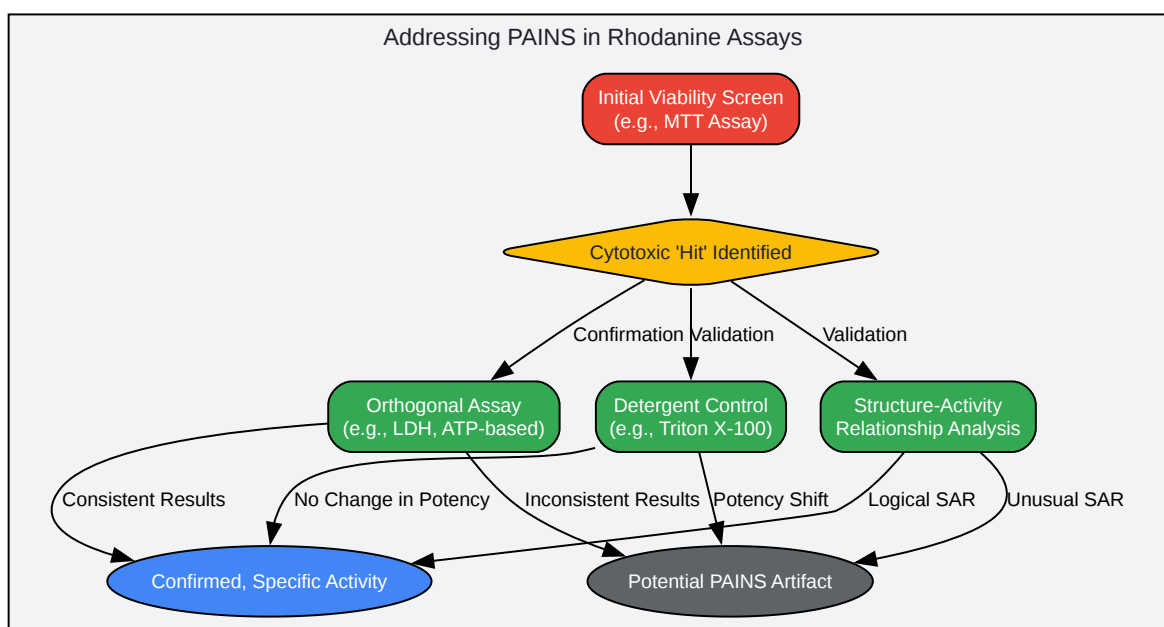 Addressing PAINS in Rhodanine Assays
Initial Viability Screen
(e.g., MTT Assay)
Cytotoxic 'Hit' Identified
Confirmation
Validation
Validation
Orthogonal Assay
(e.g., LDH, ATP-based)
Detergent Control
(e.g., Triton X-100)
Structure-Activity
Relationship Analysis
Consistent Results
No Change in Potency
Inconsistent Results
Potency Shift
Logical SAR
Unusual SAR
Confirmed, Specific Activity
Potential PAINS Artifact